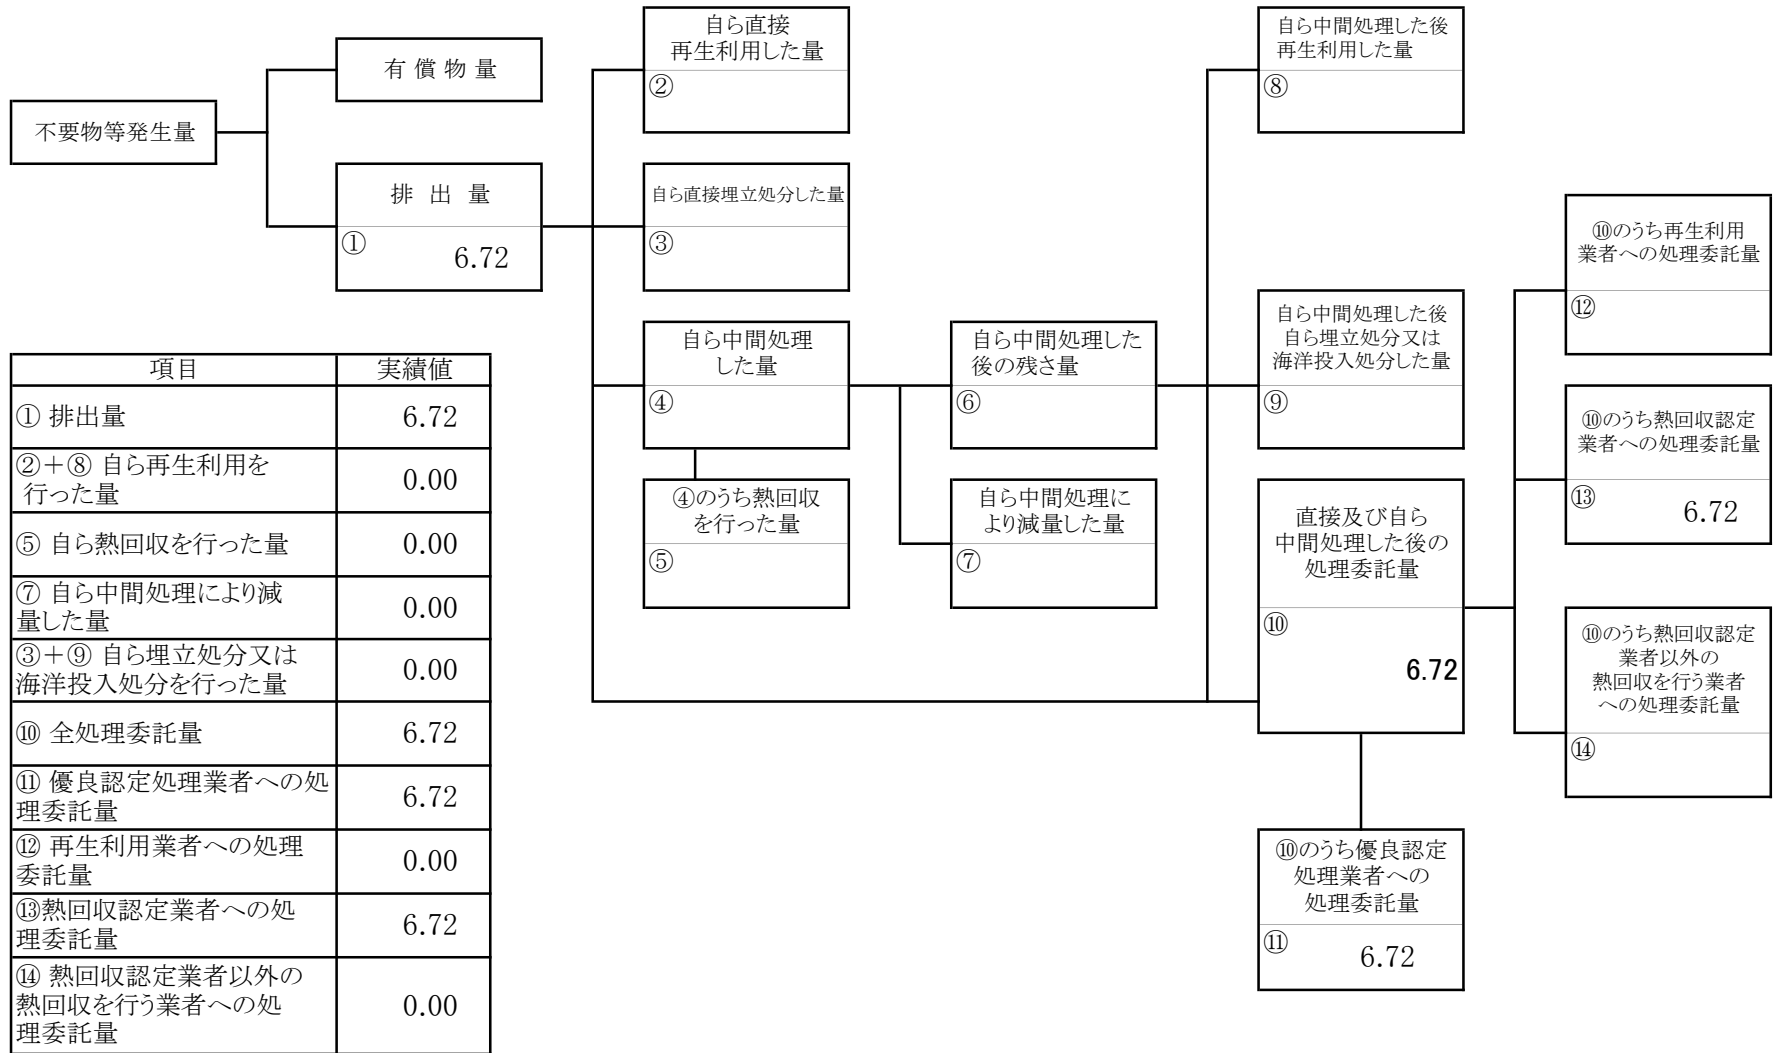 不要物等発生量
有償物量
排出量
①
6.72
自ら直接
再生利用した量
②
自ら直接埋立処分した量
③
自ら中間処理
した量
④
④のうち熱回収
を行った量
⑤
自ら中間処理した
後の残さ量
⑥
自ら中間処理に
より減量した量
⑦
自ら中間処理した後
再生利用した量
⑧
自ら中間処理した後
自ら埋立処分又は
海洋投入処分した量
⑨
直接及び自ら
中間処理した後の
処理委託量
⑩
6.72
⑩のうち優良認定
処理業者への
処理委託量
⑪
6.72
⑩のうち再生利用
業者への処理委託量
⑫
⑩のうち熱回収認定
業者への処理委託量
⑬
6.72
⑩のうち熱回収認定
業者以外の
熱回収を行う業者
への処理委託量
⑭
項目 実績値
① 排出量 6.72
②+⑧ 自ら再生利用を
行った量 0.00
⑤ 自ら熱回収を行った量 0.00
⑦ 自ら中間処理により減
量した量 0.00
③+⑨ 自ら埋立処分又は
海洋投入処分を行った量 0.00
⑩ 全処理委託量 6.72
⑪ 優良認定処理業者への処
理委託量 6.72
⑫ 再生利用業者への処理
委託量 0.00
⑬熱回収認定業者への処
理委託量 6.72
⑭ 熱回収認定業者以外の
熱回収を行う業者への処
理委託量 0.00